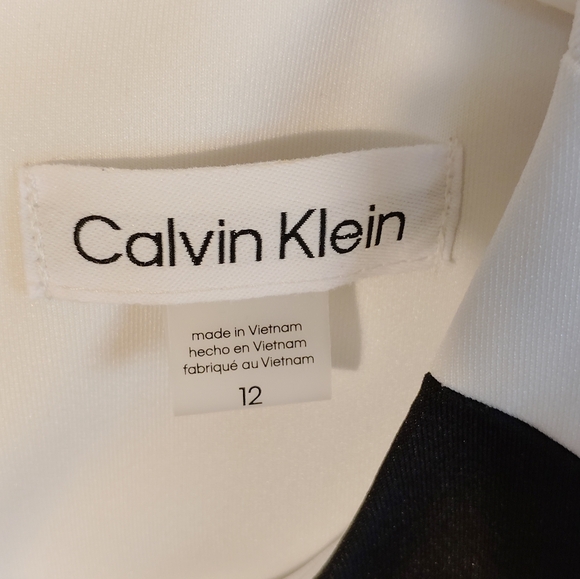 Calvin Klein
made in Vietnam
hecho en Vietnam
fabriqué au Vietnam
12